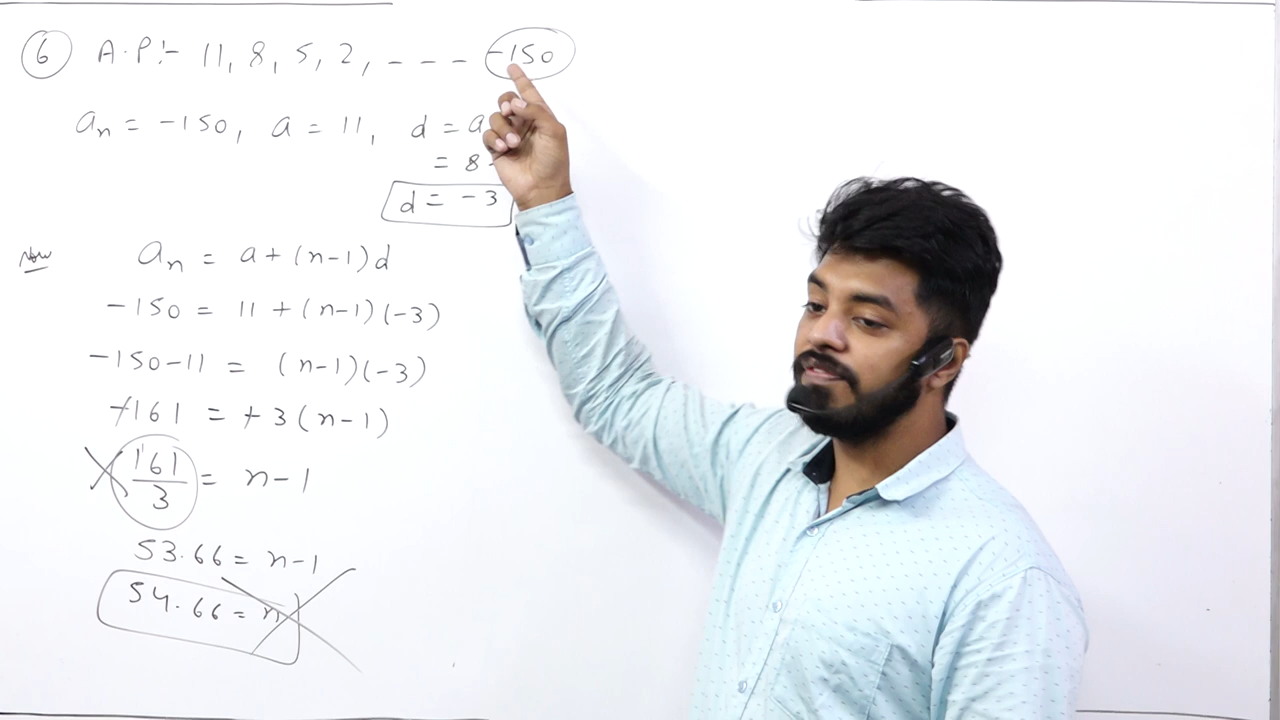 6 A.P:- 11, 8, 5, 2, - - - -150
an = -150, a = 11, d = a
= 8 -
d = -3
Now an = a + (n-1)d
-150 = 11 + (n-1)(-3)
-150-11 = (n-1)(-3)
-161 = -3(n-1)
161/3 = n-1
53.66 = n-1
54.66 = n